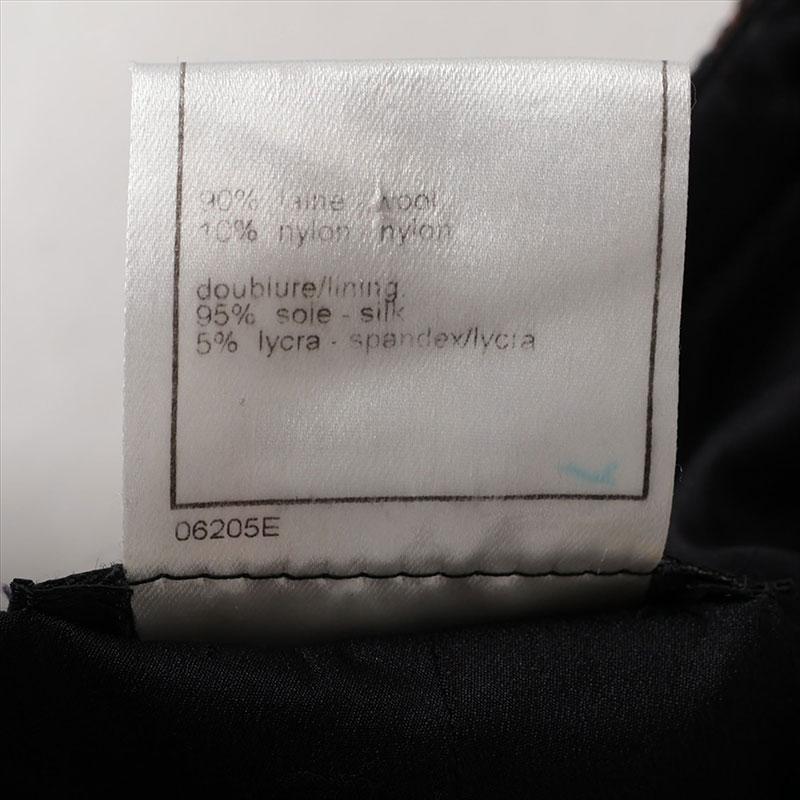 90% laine - wool
10% nylon - nylon
doublure/lining
95% soie - silk
5% lycra - spandex/lycra
06205E